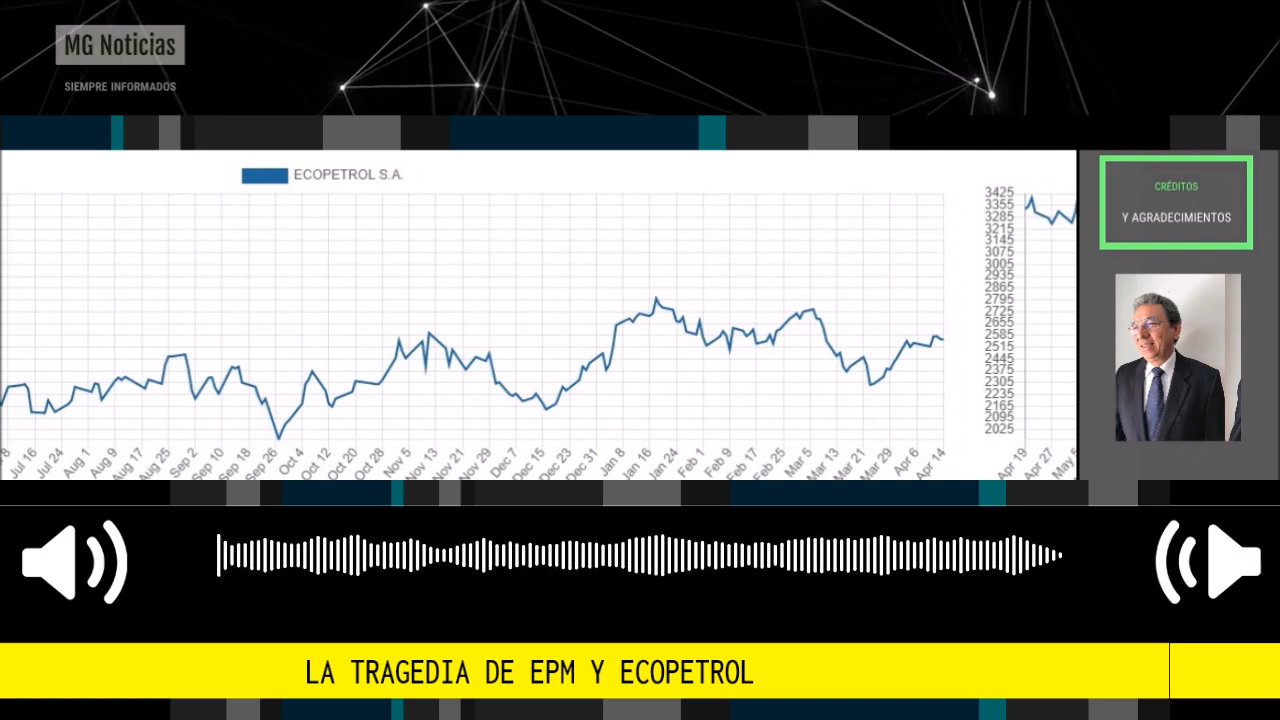 MG Noticias
SIEMPRE INFORMADOS
ECOPETROL S.A.
CRÉDITOS
Y AGRADECIMIENTOS
3425
3355
3285
3215
3145
3075
3005
2935
2865
2795
2725
2655
2585
2515
2445
2375
2305
2235
2165
2095
2025
8
Jul 16
Jul 24
Aug 1
Aug 9
Aug 17
Aug 25
Sep 2
Sep 10
Sep 18
Sep 26
Oct 4
Oct 12
Oct 20
Oct 28
Nov 5
Nov 13
Nov 21
Nov 29
Dec 7
Dec 15
Dec 23
Dec 31
Jan 8
Jan 16
Jan 24
Feb 1
Feb 9
Feb 17
Feb 25
Mar 5
Mar 13
Mar 21
Mar 29
Apr 6
Apr 14
Apr 19
Apr 27
May 5
LA TRAGEDIA DE EPM Y ECOPETROL